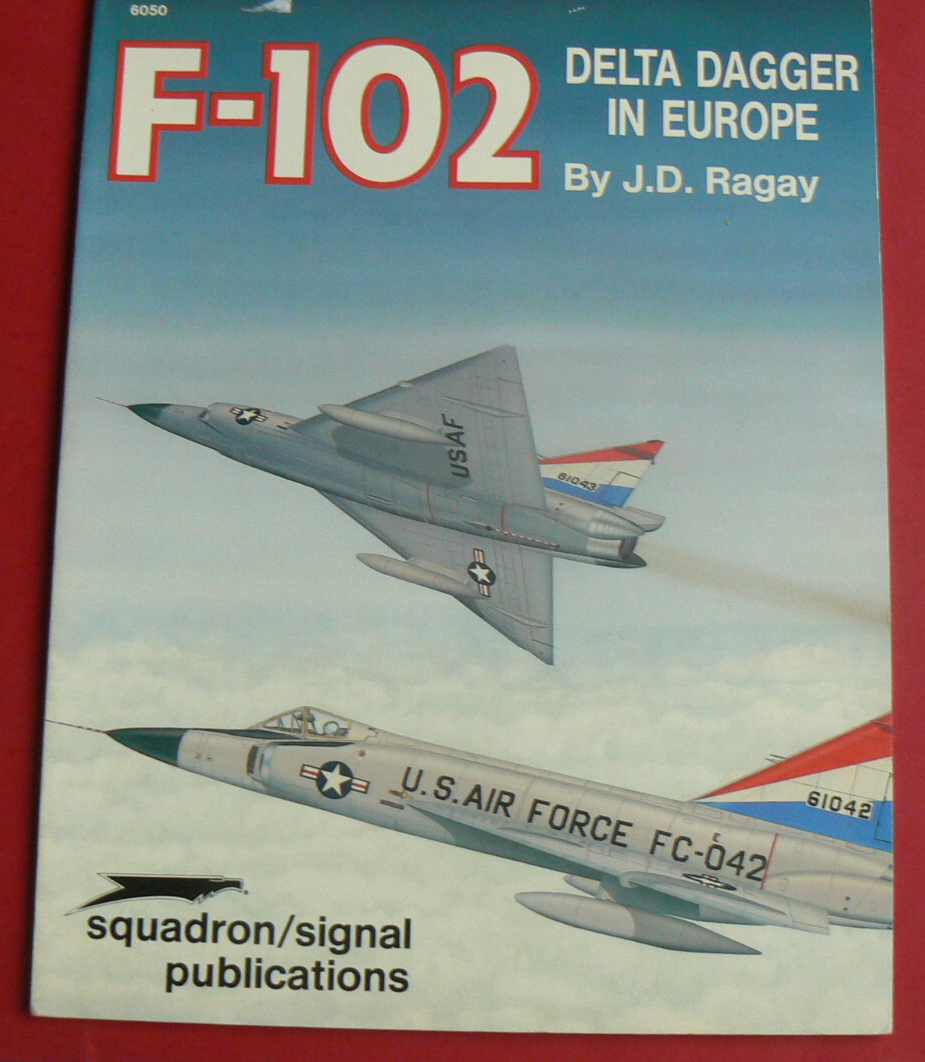 6050
F-102
DELTA DAGGER
IN EUROPE
By J.D. Ragay
USAF
61043
U.S. AIR FORCE FC-042
61042
squadron/signal
publications